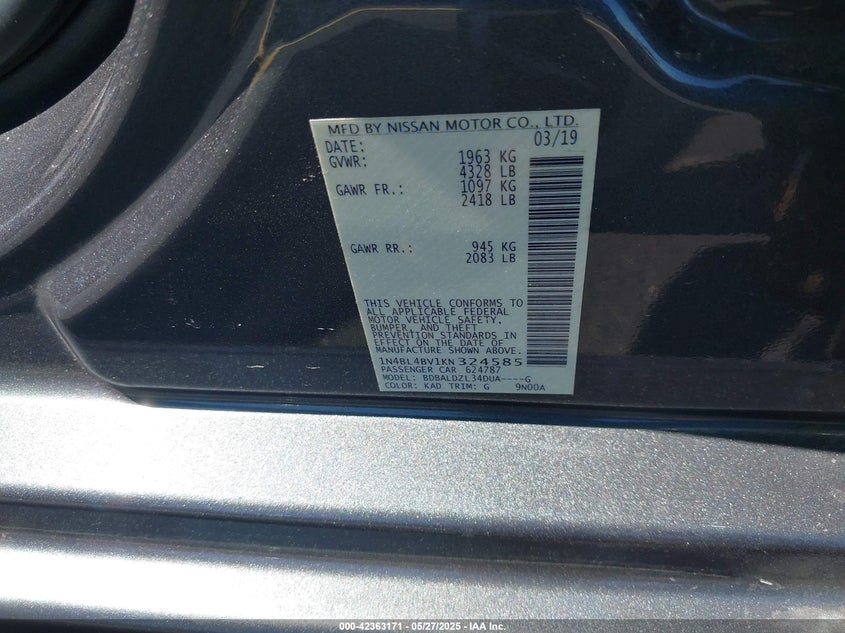 MFD BY NISSAN MOTOR CO., LTD.
DATE: 03/19
GVWR: 1963 KG
4328 LB
GAWR FR.: 1097 KG
2418 LB
GAWR RR.: 945 KG
2083 LB
THIS VEHICLE CONFORMS TO
ALL APPLICABLE FEDERAL
MOTOR VEHICLE SAFETY,
BUMPER, AND THEFT
PREVENTION STANDARDS IN
EFFECT ON THE DATE OF
MANUFACTURE SHOWN ABOVE.
1N4BL4BV1KN324585
PASSENGER CAR 624787
MODEL: BDBALDZL34DUA----G
COLOR: KAD TRIM: G 9N00A
000-42363171 — 05/27/2025 — IAA Inc.